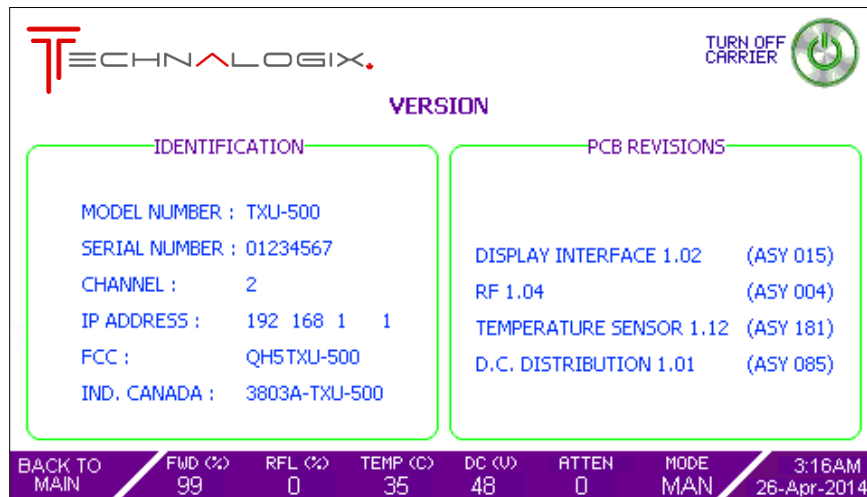 TECHNALOGIX.
TURN OFF
CARRIER
VERSION
IDENTIFICATION
MODEL NUMBER : TXU-500
SERIAL NUMBER : 01234567
CHANNEL : 2
IP ADDRESS : 192 168 1 1
FCC : QH5TXU-500
IND. CANADA : 3803A-TXU-500
PCB REVISIONS
DISPLAY INTERFACE 1.02 (ASY 015)
RF 1.04 (ASY 004)
TEMPERATURE SENSOR 1.12 (ASY 181)
D.C. DISTRIBUTION 1.01 (ASY 085)
BACK TO
MAIN
FWD (%)
99
RFL (%)
0
TEMP (C)
35
DC (V)
48
ATTEN
0
MODE
MAN
3:16AM
26-Apr-2014